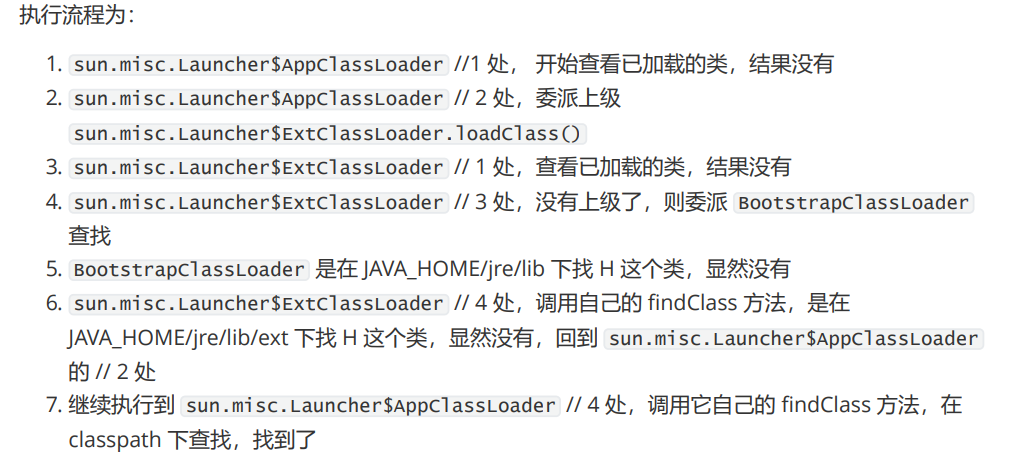 执行流程为：
1. sun.misc.Launcher$AppClassLoader //1 处， 开始查看已加载的类，结果没有
2. sun.misc.Launcher$AppClassLoader // 2 处，委派上级
sun.misc.Launcher$ExtClassLoader.loadClass()
3. sun.misc.Launcher$ExtClassLoader // 1 处，查看已加载的类，结果没有
4. sun.misc.Launcher$ExtClassLoader // 3 处，没有上级了，则委派 BootstrapClassLoader
查找
5. BootstrapClassLoader 是在 JAVA_HOME/jre/lib 下找 H 这个类，显然没有
6. sun.misc.Launcher$ExtClassLoader // 4 处，调用自己的 findClass 方法，是在
JAVA_HOME/jre/lib/ext 下找 H 这个类，显然没有，回到 sun.misc.Launcher$AppClassLoader
的 // 2 处
7. 继续执行到 sun.misc.Launcher$AppClassLoader // 4 处，调用它自己的 findClass 方法，在
classpath 下查找，找到了